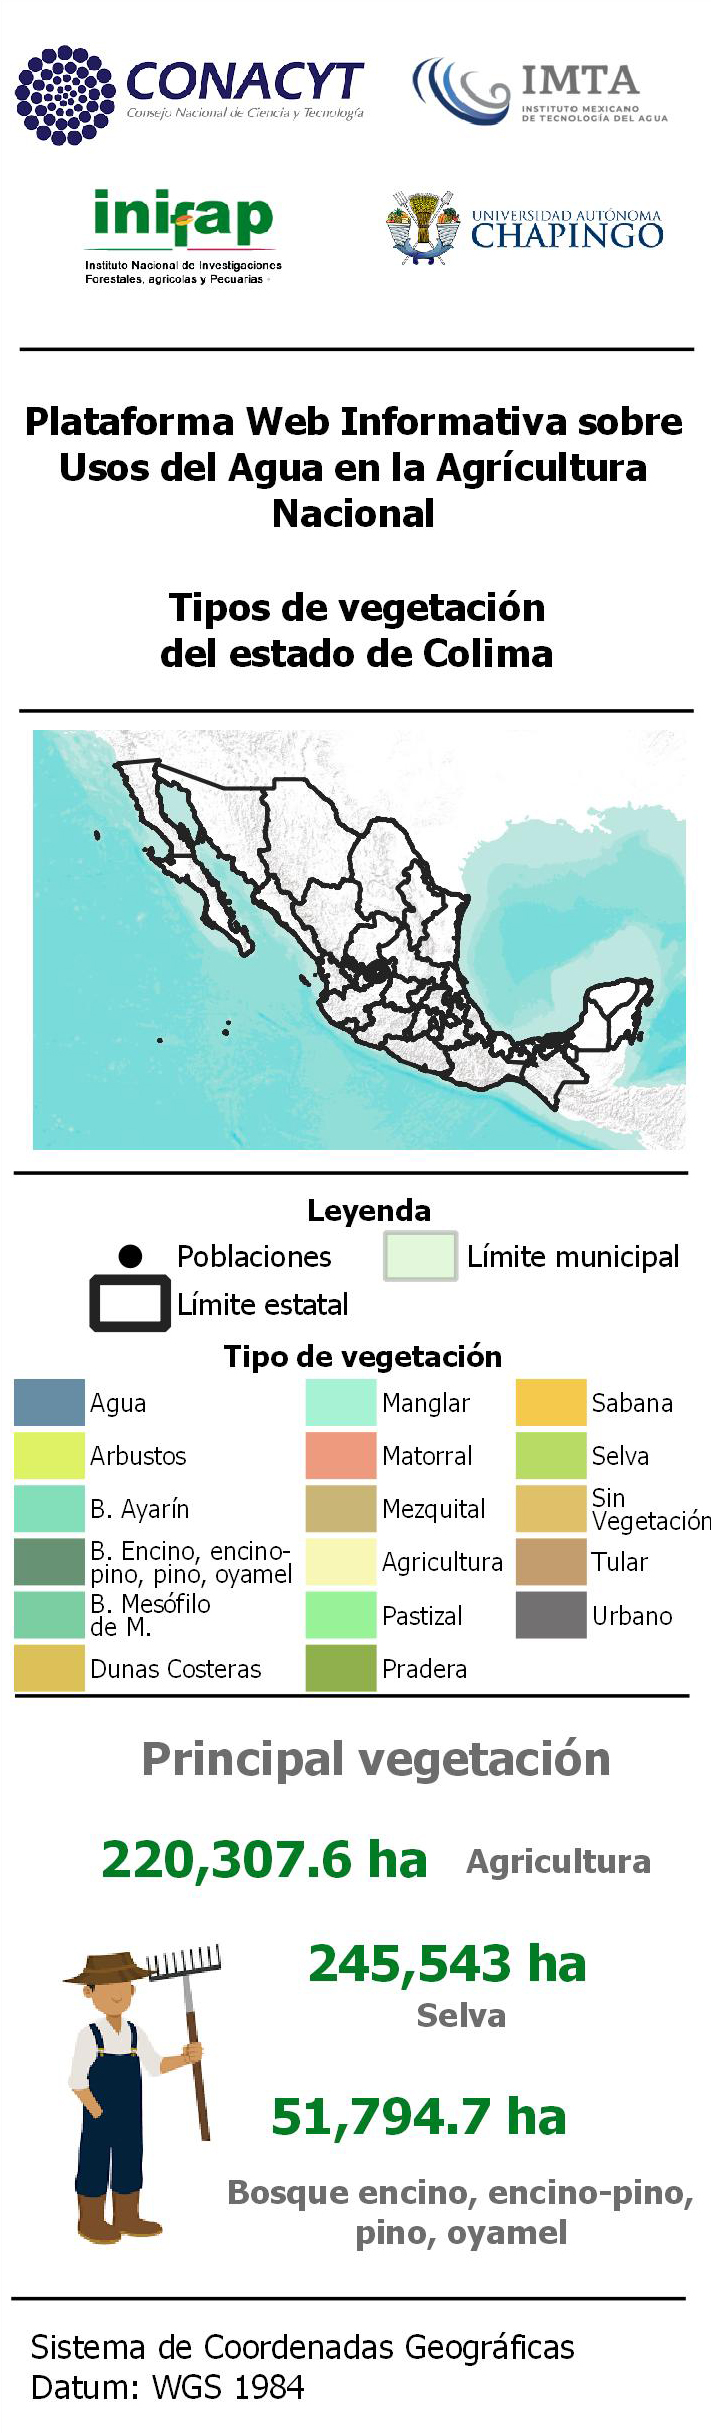 CONACYT
Consejo Nacional de Ciencia y Tecnología
IMTA
INSTITUTO MEXICANO
DE TECNOLOGÍA DEL AGUA
inifap
Instituto Nacional de Investigaciones
Forestales, agricolas y Pecuarias
UNIVERSIDAD AUTÓNOMA
CHAPINGO
Plataforma Web Informativa sobre
Usos del Agua en la Agrícultura
Nacional
Tipos de vegetación
del estado de Colima
Leyenda
Poblaciones
Límite municipal
Límite estatal
Tipo de vegetación
Agua
Arbustos
B. Ayarín
B. Encino, encino-
pino, pino, oyamel
B. Mesófilo
de M.
Dunas Costeras
Manglar
Matorral
Mezquital
Agricultura
Pastizal
Pradera
Sabana
Selva
Sin
Vegetación
Tular
Urbano
Principal vegetación
220,307.6 ha Agricultura
245,543 ha
Selva
51,794.7 ha
Bosque encino, encino-pino,
pino, oyamel
Sistema de Coordenadas Geográficas
Datum: WGS 1984